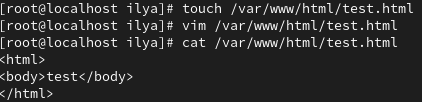 [root@localhost ilya]# touch /var/www/html/test.html
[root@localhost ilya]# vim /var/www/html/test.html
[root@localhost ilya]# cat /var/www/html/test.html
<html>
<body>test</body>
</html>